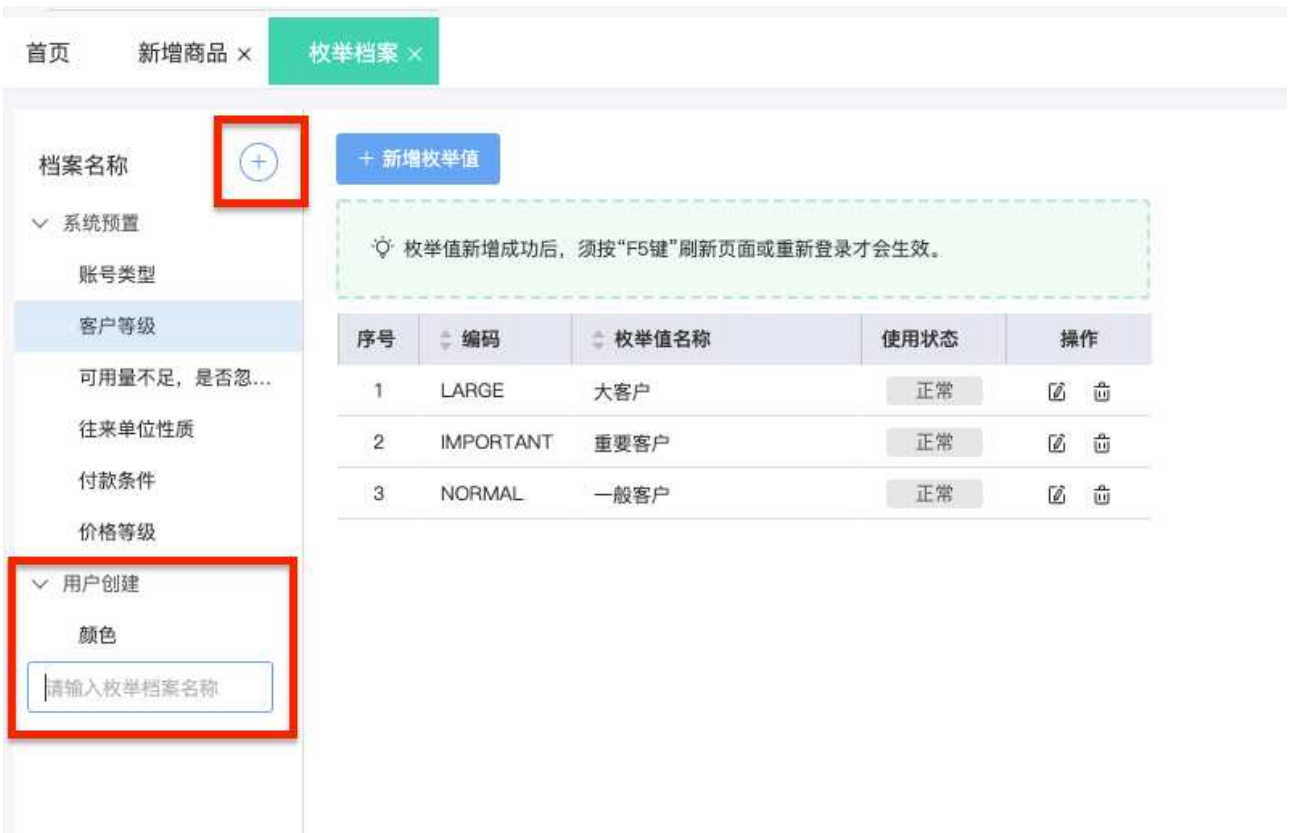 首页 新增商品 × 枚举档案 ×
档案名称
系统预置
账号类型
客户等级
可用量不足，是否忽...
往来单位性质
付款条件
价格等级
用户创建
颜色
请输入枚举档案名称
+ 新增枚举值
枚举值新增成功后，须按“F5键”刷新页面或重新登录才会生效。
序号 编码 枚举值名称 使用状态 操作
1 LARGE 大客户 正常
2 IMPORTANT 重要客户 正常
3 NORMAL 一般客户 正常